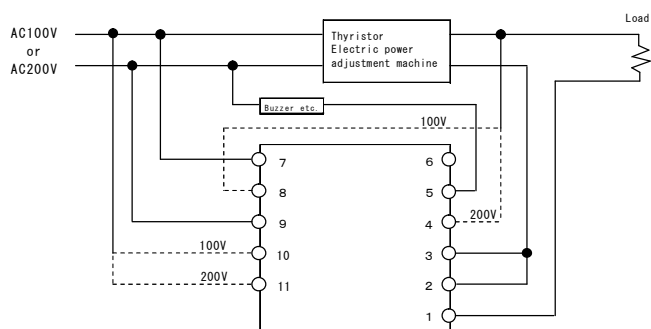 Load
AC100V
or
AC200V
Thyristor
Electric power
adjustment machine
Buzzer etc.
100V
7
6
8
5
9
4
200V
100V
10
3
200V
11
2
1